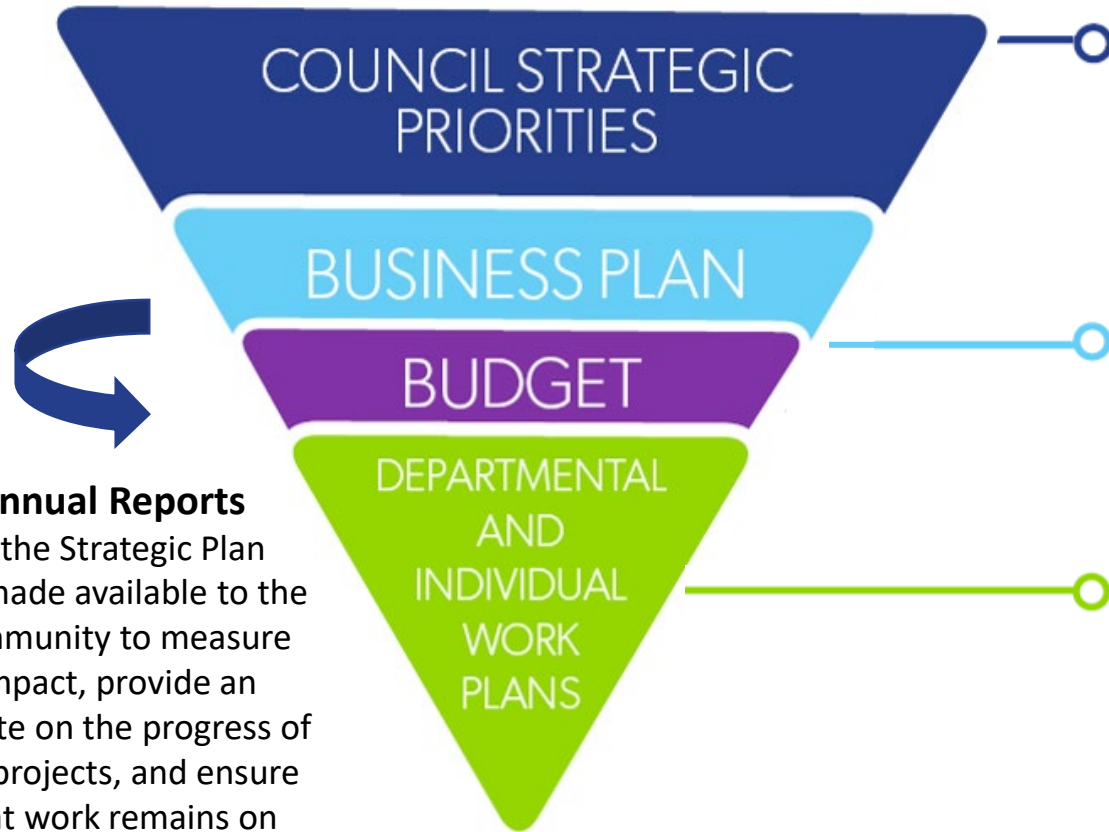 COUNCIL STRATEGIC
PRIORITIES
BUSINESS PLAN
BUDGET
DEPARTMENTAL
AND
INDIVIDUAL
WORK
PLANS
nnual Reports
the Strategic Plan
made available to the
munity to measure
mpact, provide an
te on the progress of
projects, and ensure
at work remains on